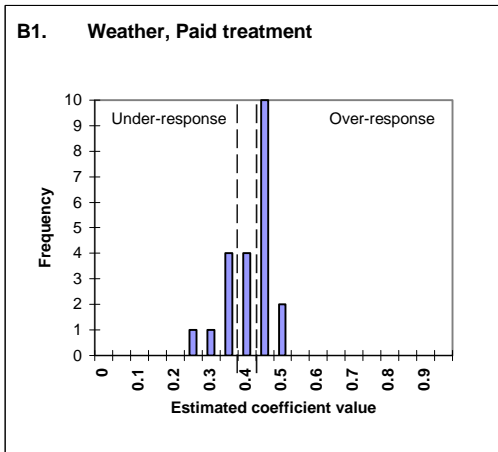 B1. Weather, Paid treatment
Under-response Over-response
10
9
8
7
6
5
4
3
2
1
0
Frequency
0 0.1 0.2 0.3 0.4 0.5 0.6 0.7 0.8 0.9
Estimated coefficient value